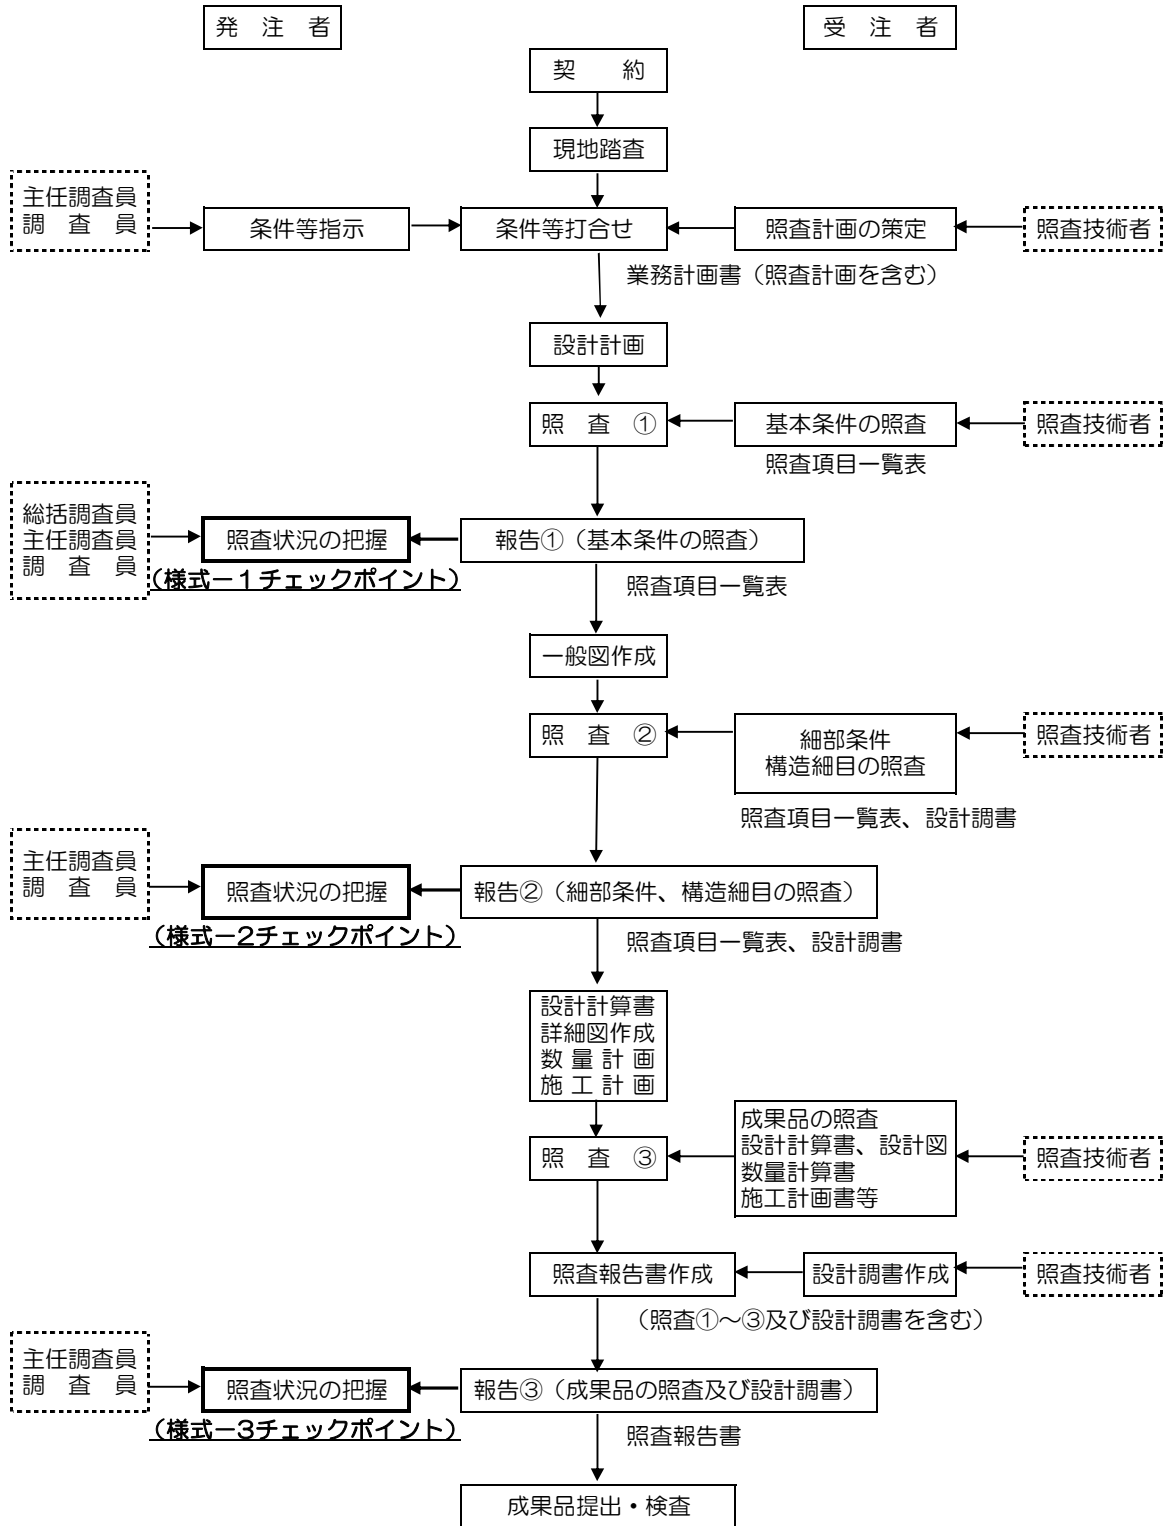 発　注　者
受　注　者
契　　約
現地踏査
主任調査員
調　査　員
条件等指示
条件等打合せ
照査計画の策定
照査技術者
業務計画書（照査計画を含む）
設計計画
照　査　①
基本条件の照査
照査技術者
照査項目一覧表
総括調査員
主任調査員
調　査　員
照査状況の把握
報告①（基本条件の照査）
（様式－１チェックポイント）
照査項目一覧表
一般図作成
照　査　②
細部条件
構造細目の照査
照査技術者
照査項目一覧表、設計調書
主任調査員
調　査　員
照査状況の把握
報告②（細部条件、構造細目の照査）
（様式－2チェックポイント）
照査項目一覧表、設計調書
設計計算書
詳細図作成
数 量 計 画
施 工 計 画
照　査　③
成果品の照査
設計計算書、設計図
数量計算書
施工計画書等
照査技術者
照査報告書作成
設計調書作成
照査技術者
（照査①～③及び設計調書を含む）
主任調査員
調　査　員
照査状況の把握
報告③（成果品の照査及び設計調書）
（様式－3チェックポイント）
照査報告書
成果品提出・検査